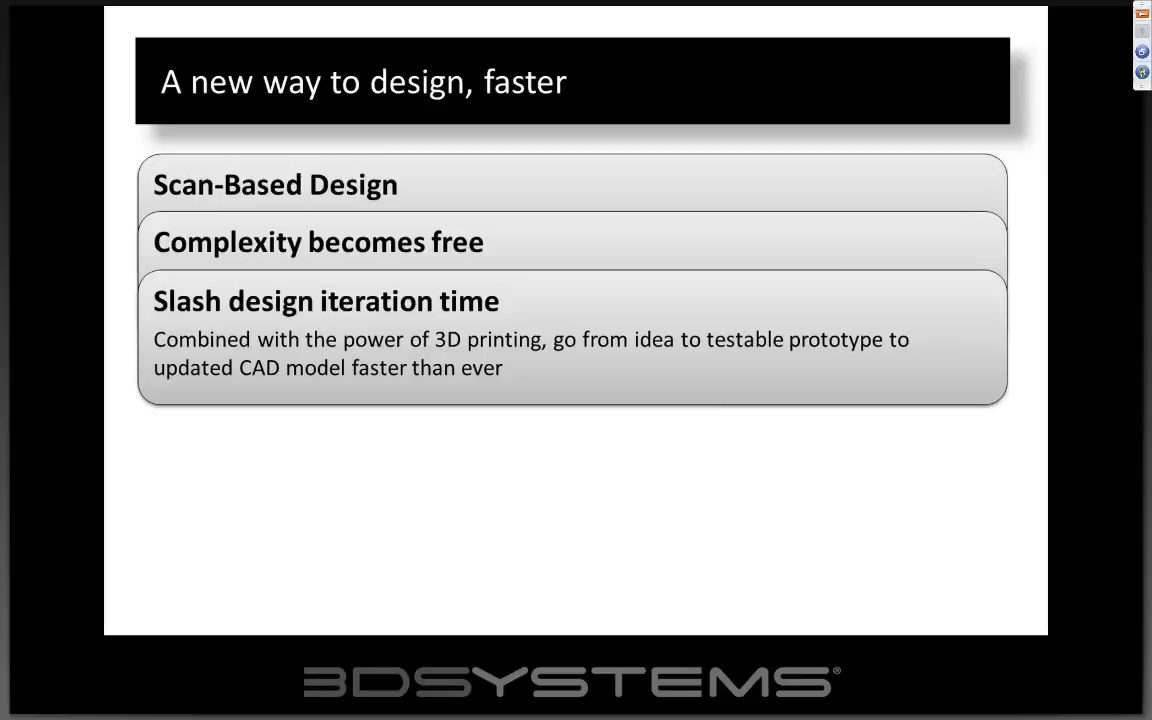 A new way to design, faster
Scan-Based Design
Complexity becomes free
Slash design iteration time
Combined with the power of 3D printing, go from idea to testable prototype to
updated CAD model faster than ever
3DSYSTEMS®